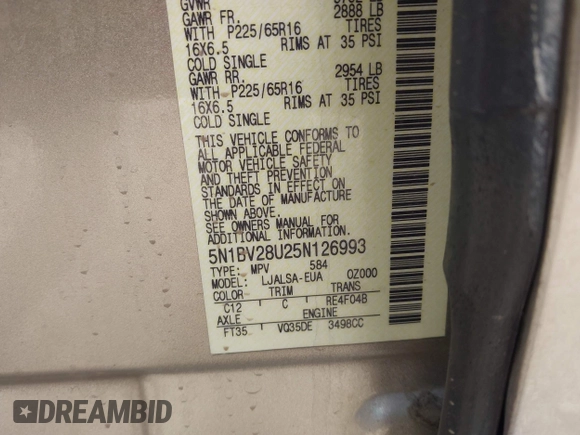 GVWR
GAWR FR. 2888 LB
WITH P225/65R16 TIRES
16X6.5 RIMS AT 35 PSI
COLD SINGLE
GAWR RR. 2954 LB
WITH P225/65R16 TIRES
16X6.5 RIMS AT 35 PSI
COLD SINGLE
THIS VEHICLE CONFORMS TO
ALL APPLICABLE FEDERAL
MOTOR VEHICLE SAFETY
AND THEFT PREVENTION
STANDARDS IN EFFECT ON
THE DATE OF MANUFACTURE
SHOWN ABOVE.
SEE OWNERS MANUAL FOR
ADDITIONAL INFORMATION
5N1BV28U25N126993
TYPE: MPV 584
MODEL: LJALSA-EUA OZ000
COLOR TRIM TRANS
C12 C RE4F04B
AXLE ENGINE
FT35 VQ35DE 3498CC
DREAMBID